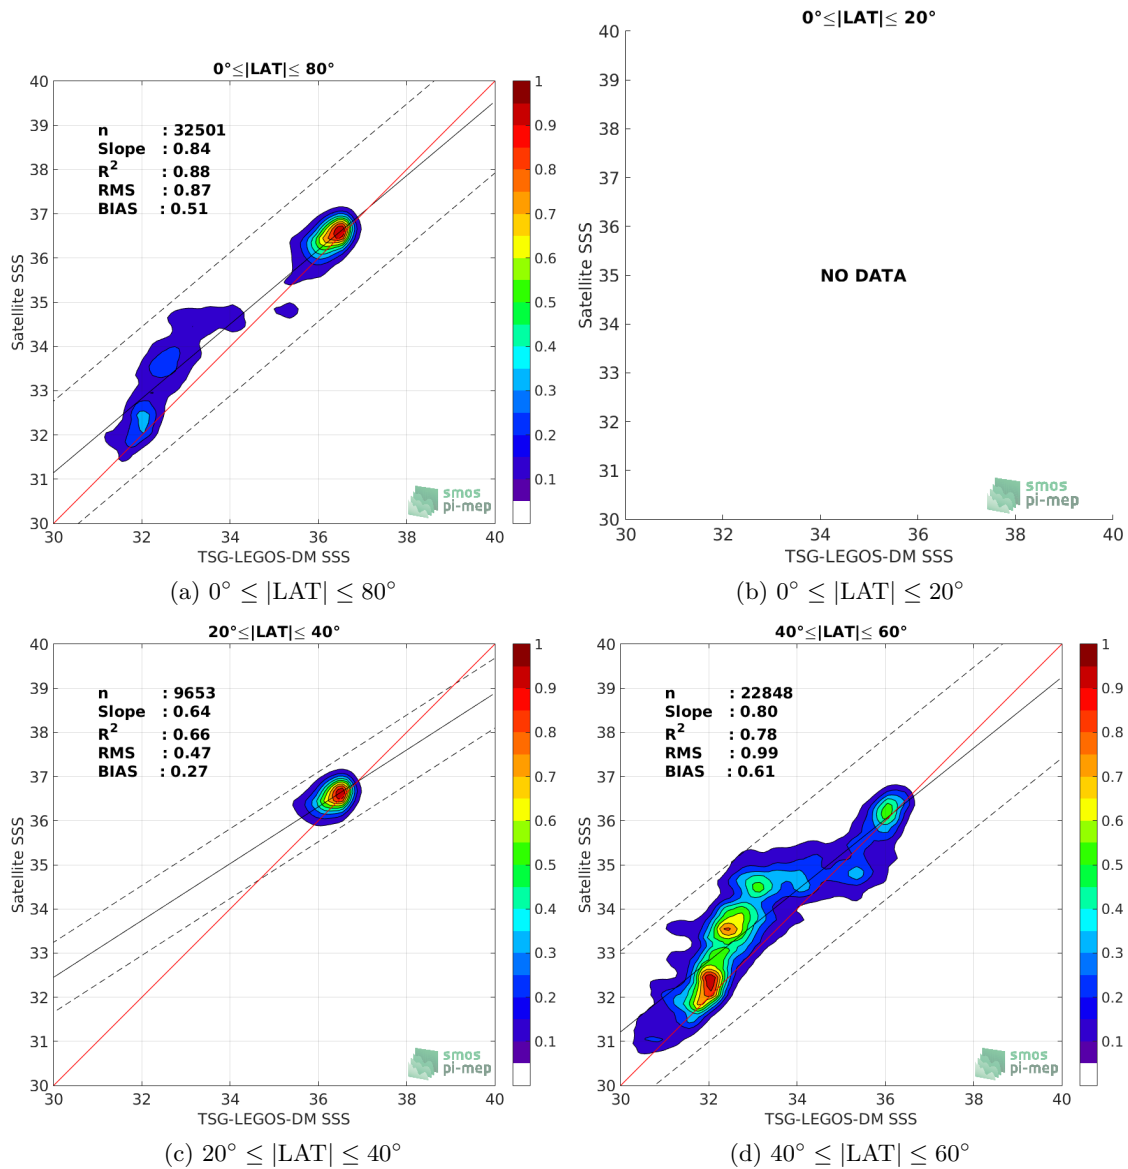 0°≤|LAT|≤ 80°
40
39
38
37
36
35
34
33
32
31
30
Satellite SSS
n : 32501
Slope : 0.84
R² : 0.88
RMS : 0.87
BIAS : 0.51
1
0.9
0.8
0.7
0.6
0.5
0.4
0.3
0.2
0.1
smos
pi-mep
30 32 34 36 38 40
TSG-LEGOS-DM SSS
(a) 0° ≤ |LAT| ≤ 80°
0°≤|LAT|≤ 20°
40
39
38
37
36
35
34
33
32
31
30
Satellite SSS
NO DATA
smos
pi-mep
30 32 34 36 38 40
TSG-LEGOS-DM SSS
(b) 0° ≤ |LAT| ≤ 20°
20°≤|LAT|≤ 40°
40
39
38
37
36
35
34
33
32
31
30
Satellite SSS
n : 9653
Slope : 0.64
R² : 0.66
RMS : 0.47
BIAS : 0.27
1
0.9
0.8
0.7
0.6
0.5
0.4
0.3
0.2
0.1
smos
pi-mep
30 32 34 36 38 40
TSG-LEGOS-DM SSS
(c) 20° ≤ |LAT| ≤ 40°
40°≤|LAT|≤ 60°
40
39
38
37
36
35
34
33
32
31
30
Satellite SSS
n : 22848
Slope : 0.80
R² : 0.78
RMS : 0.99
BIAS : 0.61
1
0.9
0.8
0.7
0.6
0.5
0.4
0.3
0.2
0.1
smos
pi-mep
30 32 34 36 38 40
TSG-LEGOS-DM SSS
(d) 40° ≤ |LAT| ≤ 60°